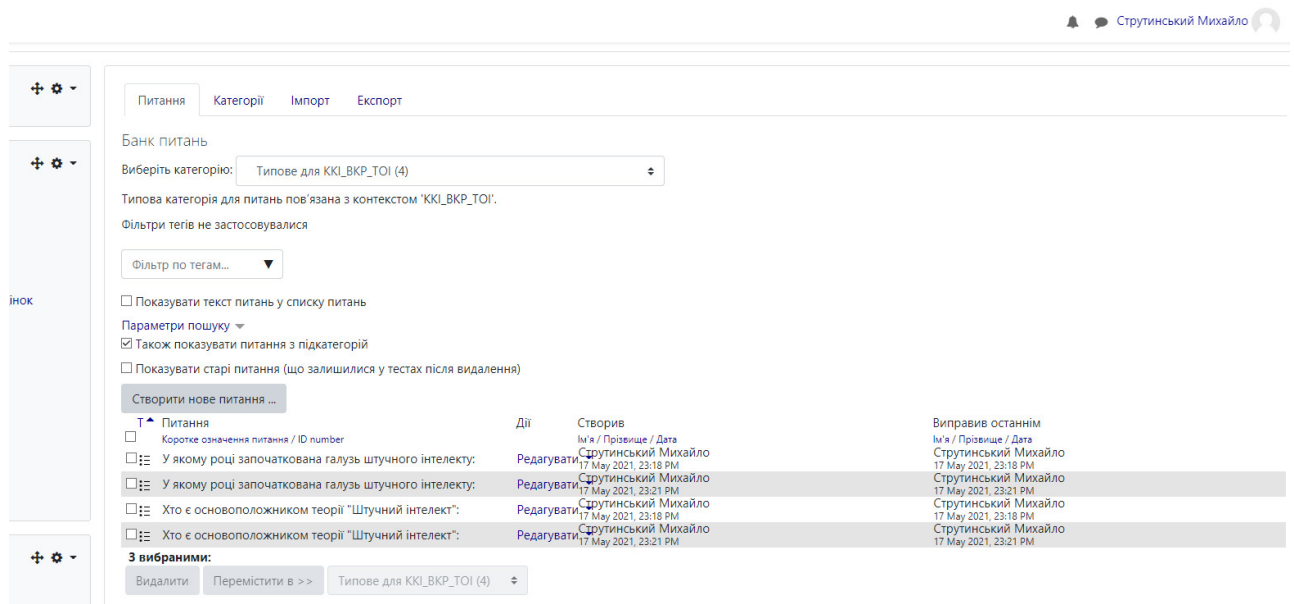 Струтинський Михайло
Питання Категорії Імпорт Експорт
Банк питань
Виберіть категорію: Типове для ККІ_ВКР_ТОІ (4)
Типова категорія для питань пов'язана з контекстом 'ККІ_ВКР_ТОІ'.
Фільтри тегів не застосовувалися
Фільтр по тегам... ▼
інок
Показувати текст питань у списку питань
Параметри пошуку
Також показувати питання з підкатегорій
Показувати старі питання (що залишилися у тестах після видалення)
Створити нове питання ...
Т Питання Дії Створив Виправив останнім
Коротке означення питання / ID number Ім'я / Прізвище / Дата Ім'я / Прізвище / Дата
У якому році започаткована галузь штучного інтелекту: Редагувати Струтинський Михайло Струтинський Михайло
17 May 2021, 23:18 PM 17 May 2021, 23:18 PM
У якому році започаткована галузь штучного інтелекту: Редагувати Струтинський Михайло Струтинський Михайло
17 May 2021, 23:21 PM 17 May 2021, 23:21 PM
Хто є основоположником теорії "Штучний інтелект": Редагувати Струтинський Михайло Струтинський Михайло
17 May 2021, 23:18 PM 17 May 2021, 23:18 PM
Хто є основоположником теорії "Штучний інтелект": Редагувати Струтинський Михайло Струтинський Михайло
17 May 2021, 23:21 PM 17 May 2021, 23:21 PM
З вибраними:
Видалити Перемістити в >> Типове для ККІ_ВКР_ТОІ (4)